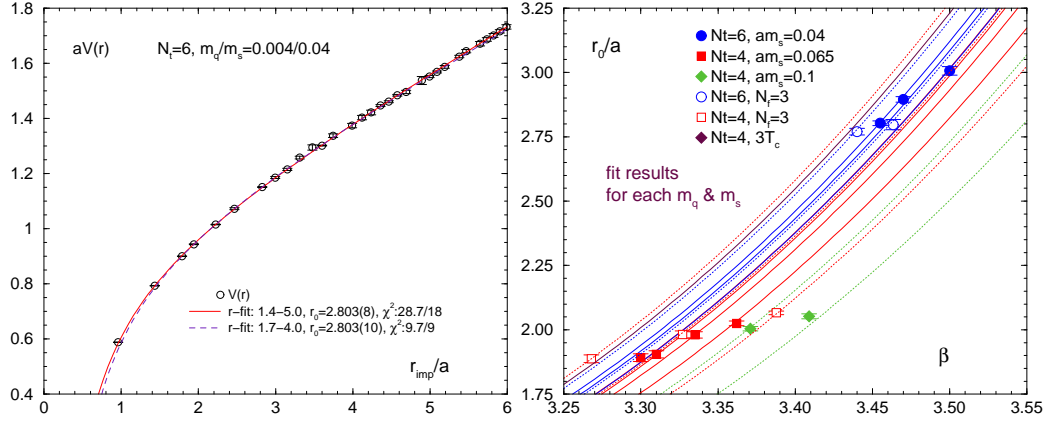 aV(r)
N_t=6, m_q/m_s=0.004/0.04
1.8
1.6
1.4
1.2
1
0.8
0.6
0.4
V(r)
r−fit: 1.4−5.0, r_0=2.803(8), χ^2:28.7/18
r−fit: 1.7−4.0, r_0=2.803(10), χ^2:9.7/9
r_imp/a
0 1 2 3 4 5 6
r_0/a
3.25
3.00
2.75
2.50
2.25
2.00
1.75
Nt=6, am_s=0.04
Nt=4, am_s=0.065
Nt=4, am_s=0.1
Nt=6, N_f=3
Nt=4, N_f=3
Nt=4, 3T_c
fit results
for each m_q & m_s
β
3.25 3.30 3.35 3.40 3.45 3.50 3.55